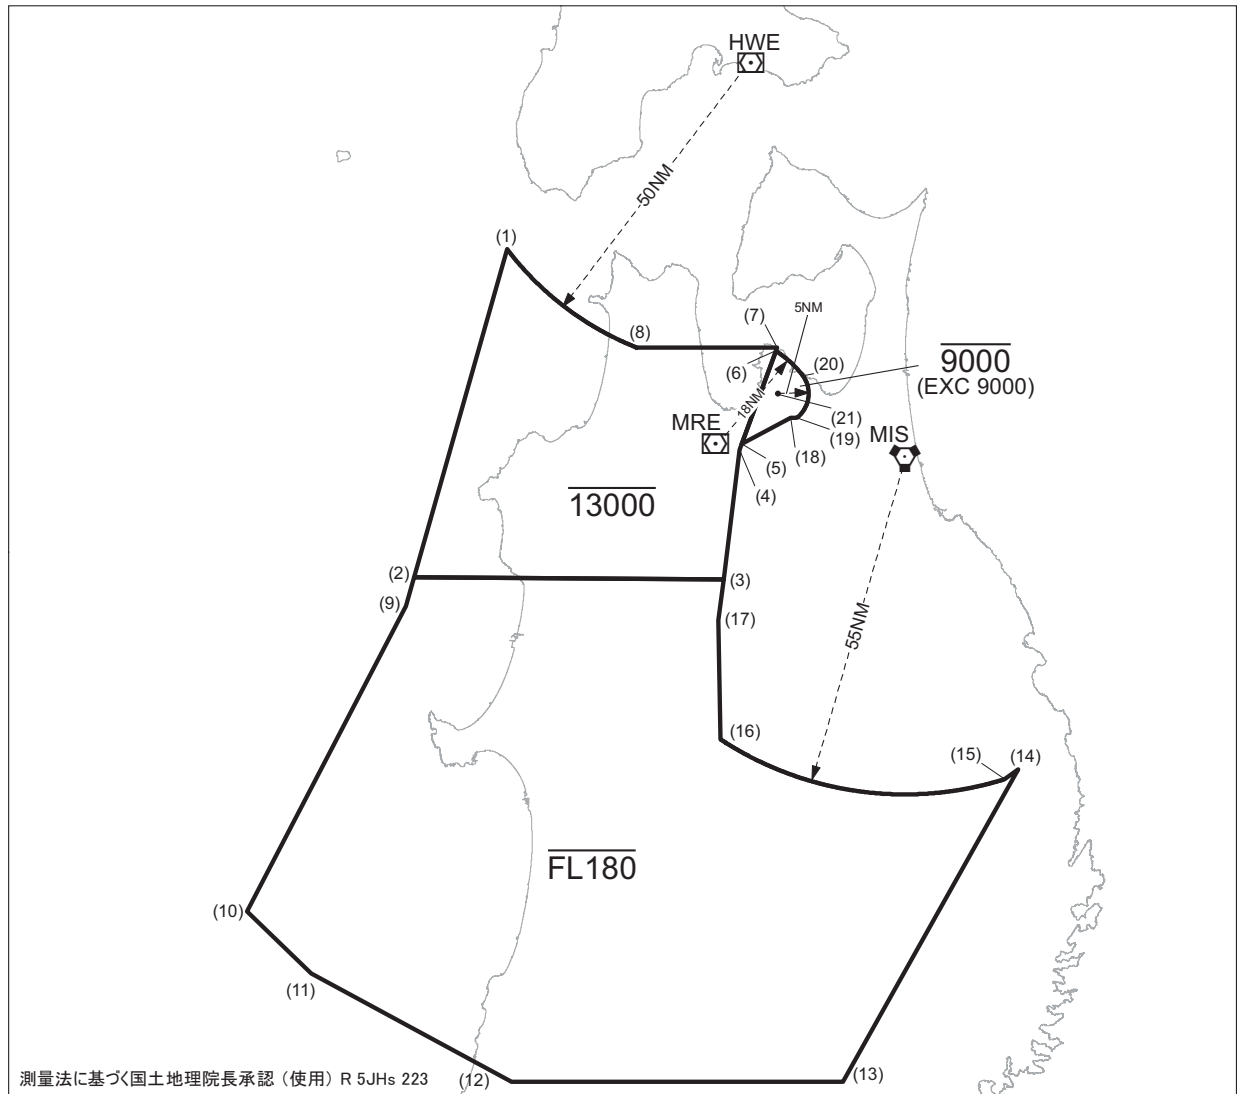 HWE
50NM
(1)
(8)
(7)
5NM
(6)
(20)
9000
(EXC 9000)
18NM
MRE
(21)
(19)
(18)
MIS
(5)
(4)
13000
(2)
(3)
(9)
(17)
55NM
(16)
(15)
(14)
FL180
(10)
(11)
(12)
(13)
測量法に基づく国土地理院長承認(使用)R 5JHs 223